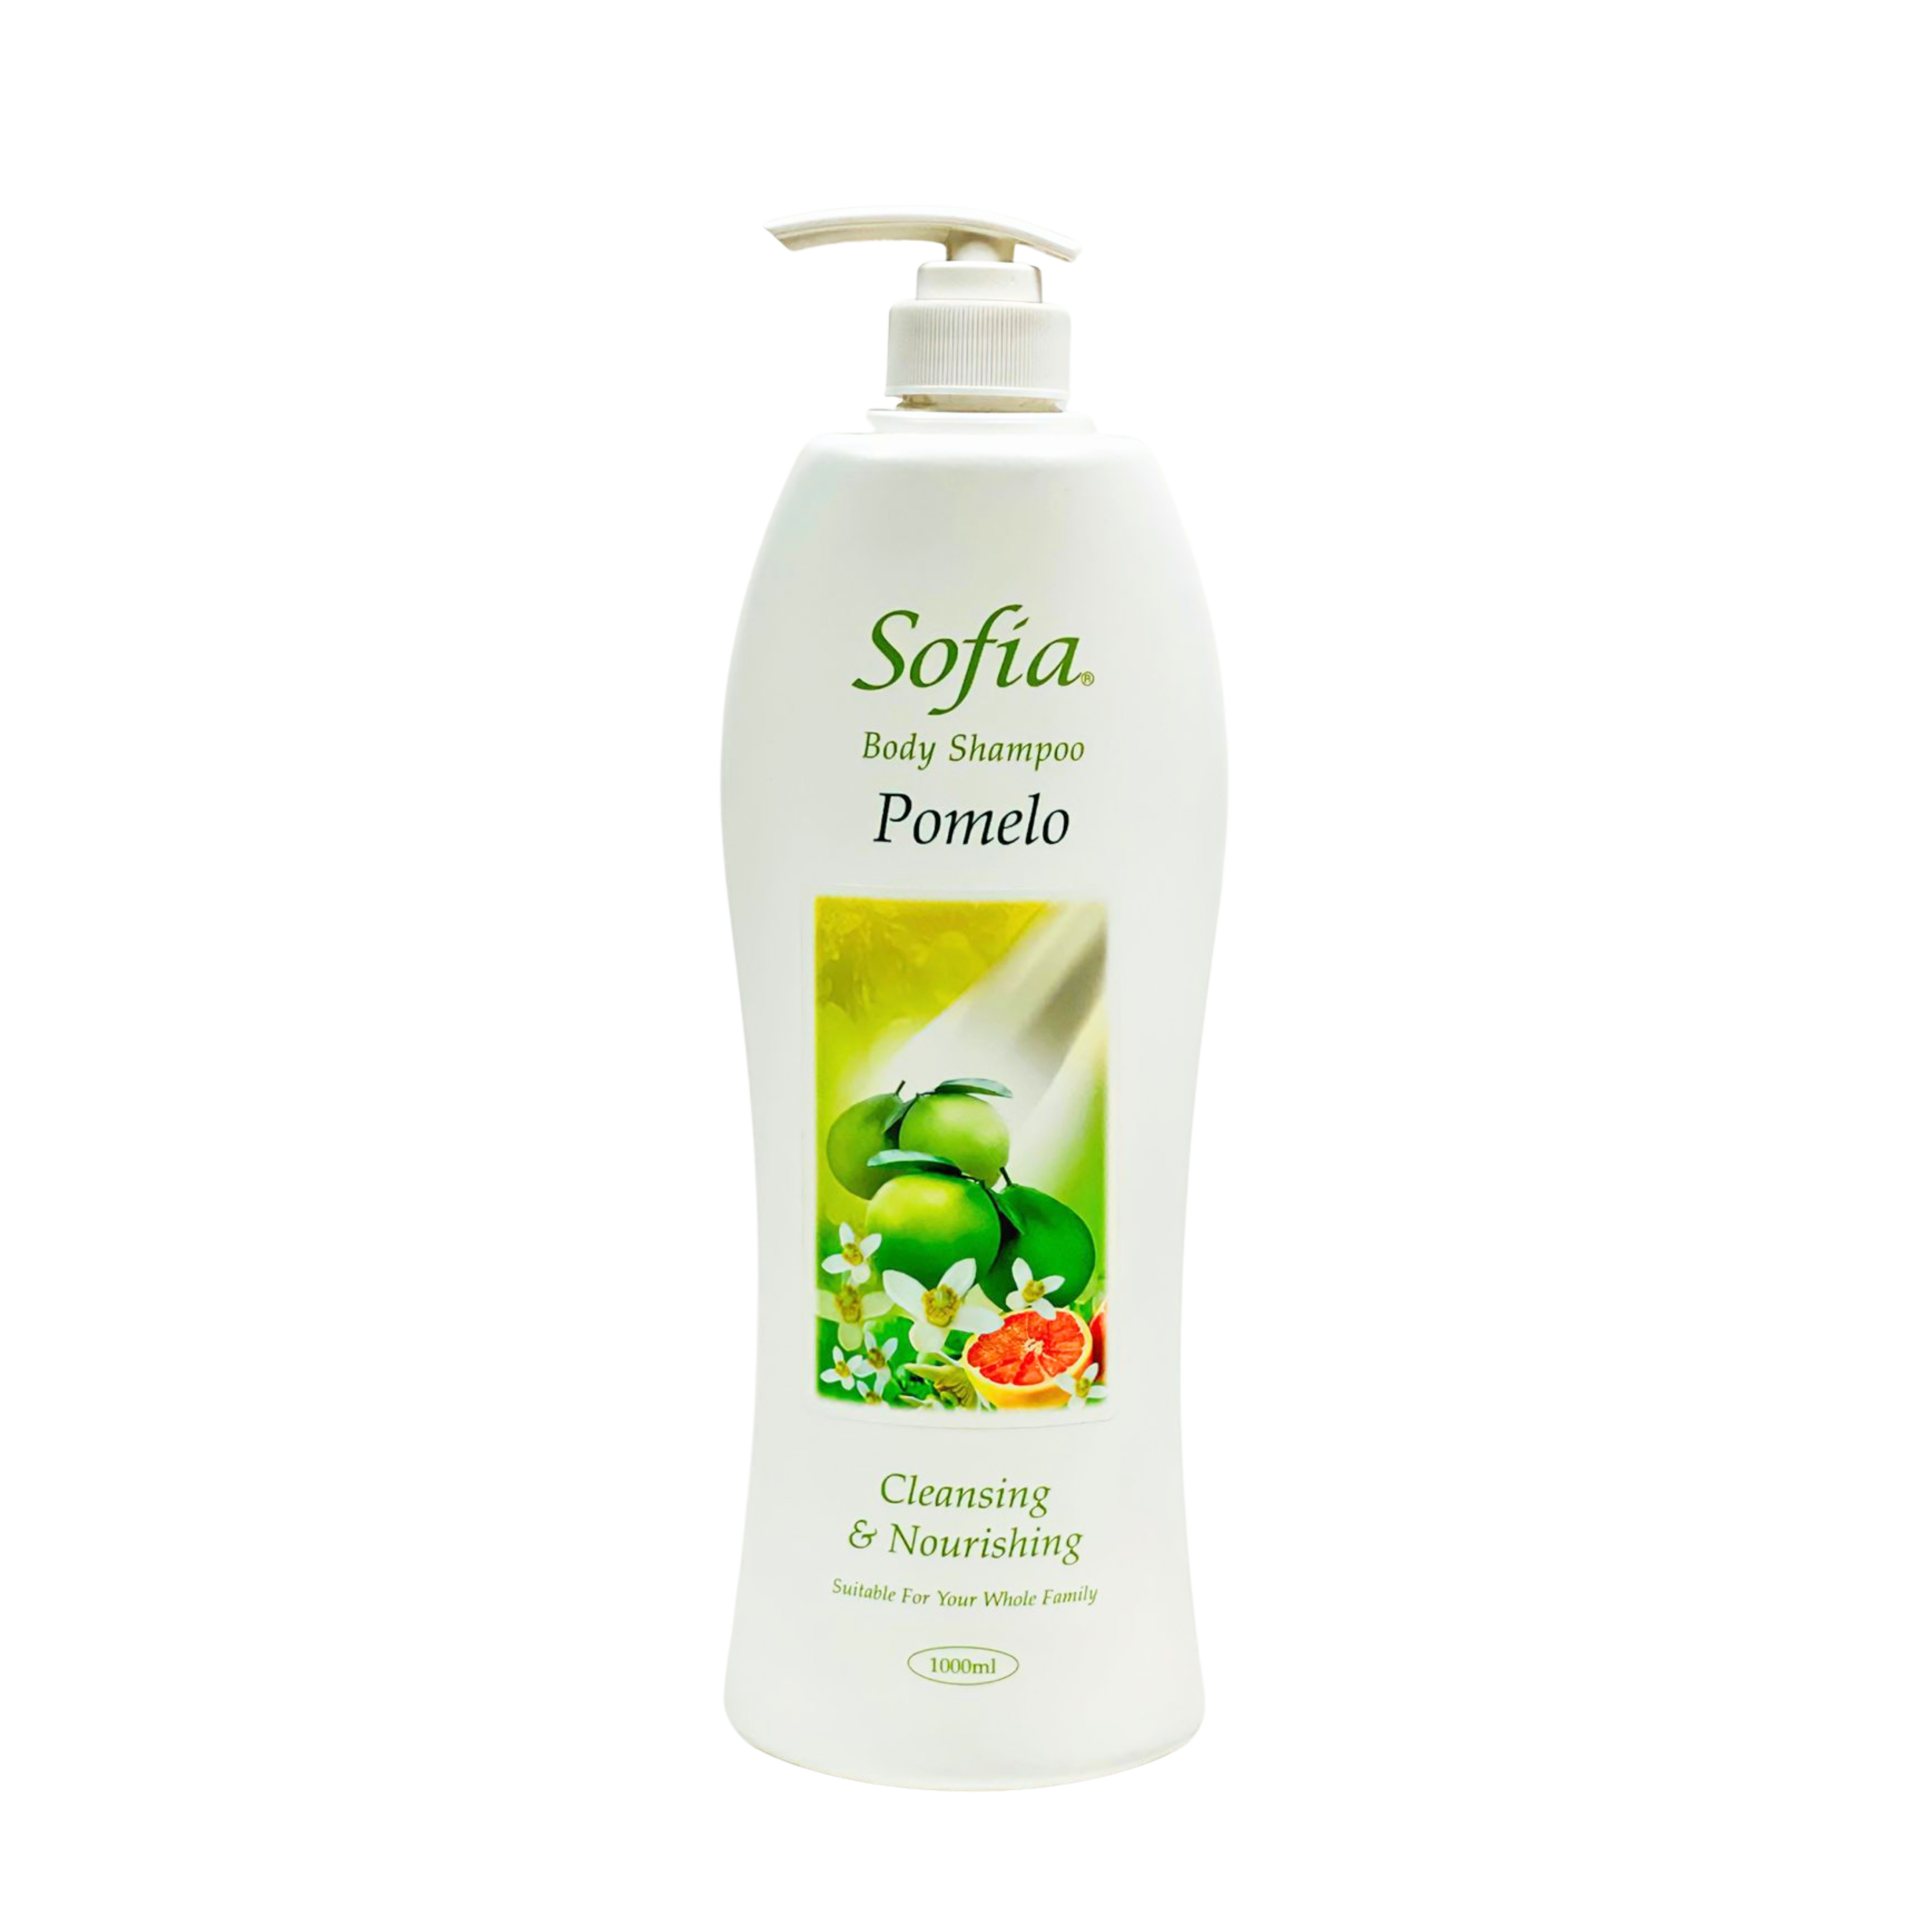 Sofia®
Body Shampoo
Pomelo
Cleansing
& Nourishing
Suitable For Your Whole Family
1000ml